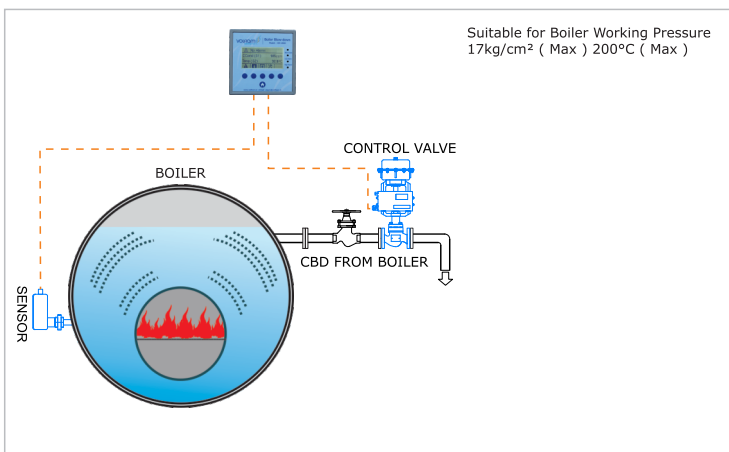 Suitable for Boiler Working Pressure
17kg/cm² ( Max ) 200°C ( Max )
CONTROL VALVE
BOILER
CBD FROM BOILER
SENSOR